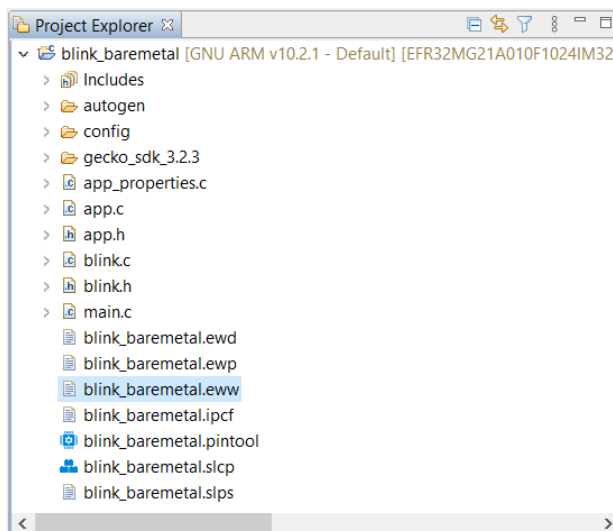 Project Explorer
blink_baremetal [GNU ARM v10.2.1 - Default] [EFR32MG21A010F1024IM32
Includes
autogen
config
gecko_sdk_3.2.3
app_properties.c
app.c
app.h
blink.c
blink.h
main.c
blink_baremetal.ewd
blink_baremetal.ewp
blink_baremetal.eww
blink_baremetal.ipcf
blink_baremetal.pintool
blink_baremetal.slcp
blink_baremetal.slps